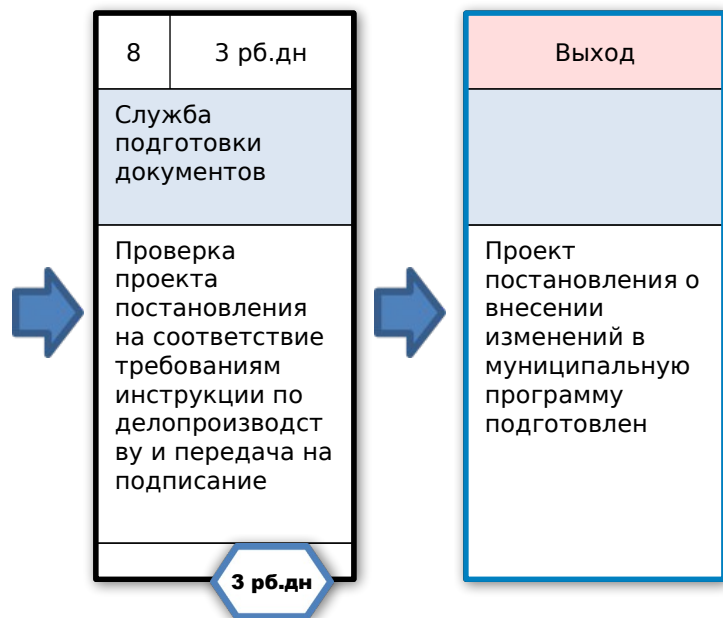 8
3 рб.дн
Служба
подготовки
документов
Проверка
проекта
постановления
на соответствие
требованиям
инструкции по
делопроизводст
ву и передача на
подписание
3 рб.дн
Выход
Проект
постановления о
внесении
изменений в
муниципальную
программу
подготовлен